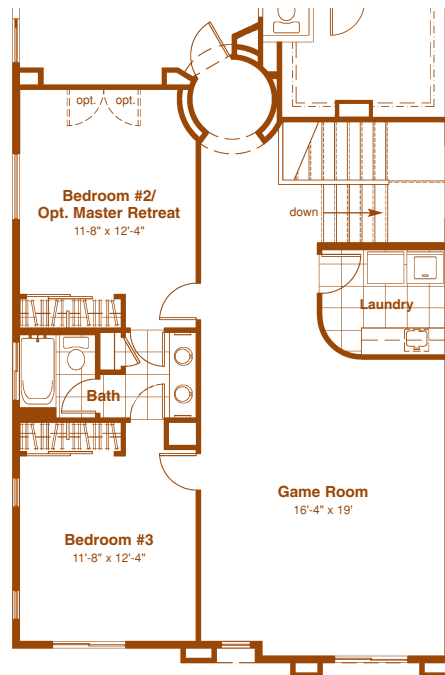 opt. opt.
Bedroom #2/
Opt. Master Retreat
11-8" x 12'-4"
down
Laundry
Bath
Game Room
16'-4" x 19'
Bedroom #3
11'-8" x 12'-4"